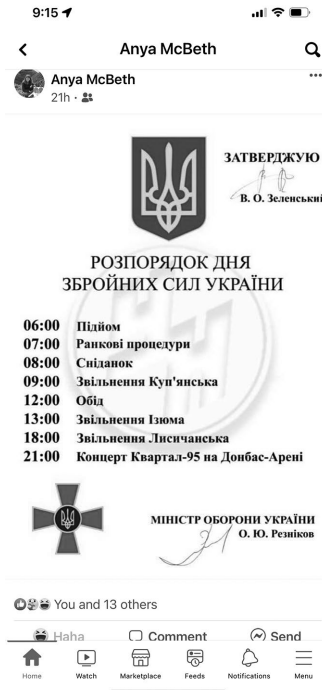 9:15
Anya McBeth
Anya McBeth
21h
ЗАТВЕРДЖУЮ
В. О. Зеленський
РОЗПОРЯДОК ДНЯ
ЗБРОЙНИХ СИЛ УКРАЇНИ
06:00 Підйом
07:00 Ранкові процедури
08:00 Сніданок
09:00 Звільнення Куп'янська
12:00 Обід
13:00 Звільнення Ізюма
18:00 Звільнення Лисичанська
21:00 Концерт Квартал-95 на Донбас-Арені
МІНІСТР ОБОРОНИ УКРАЇНИ
О. Ю. Резніков
You and 13 others
Haha Comment Send
Home Watch Marketplace Feeds Notifications Menu